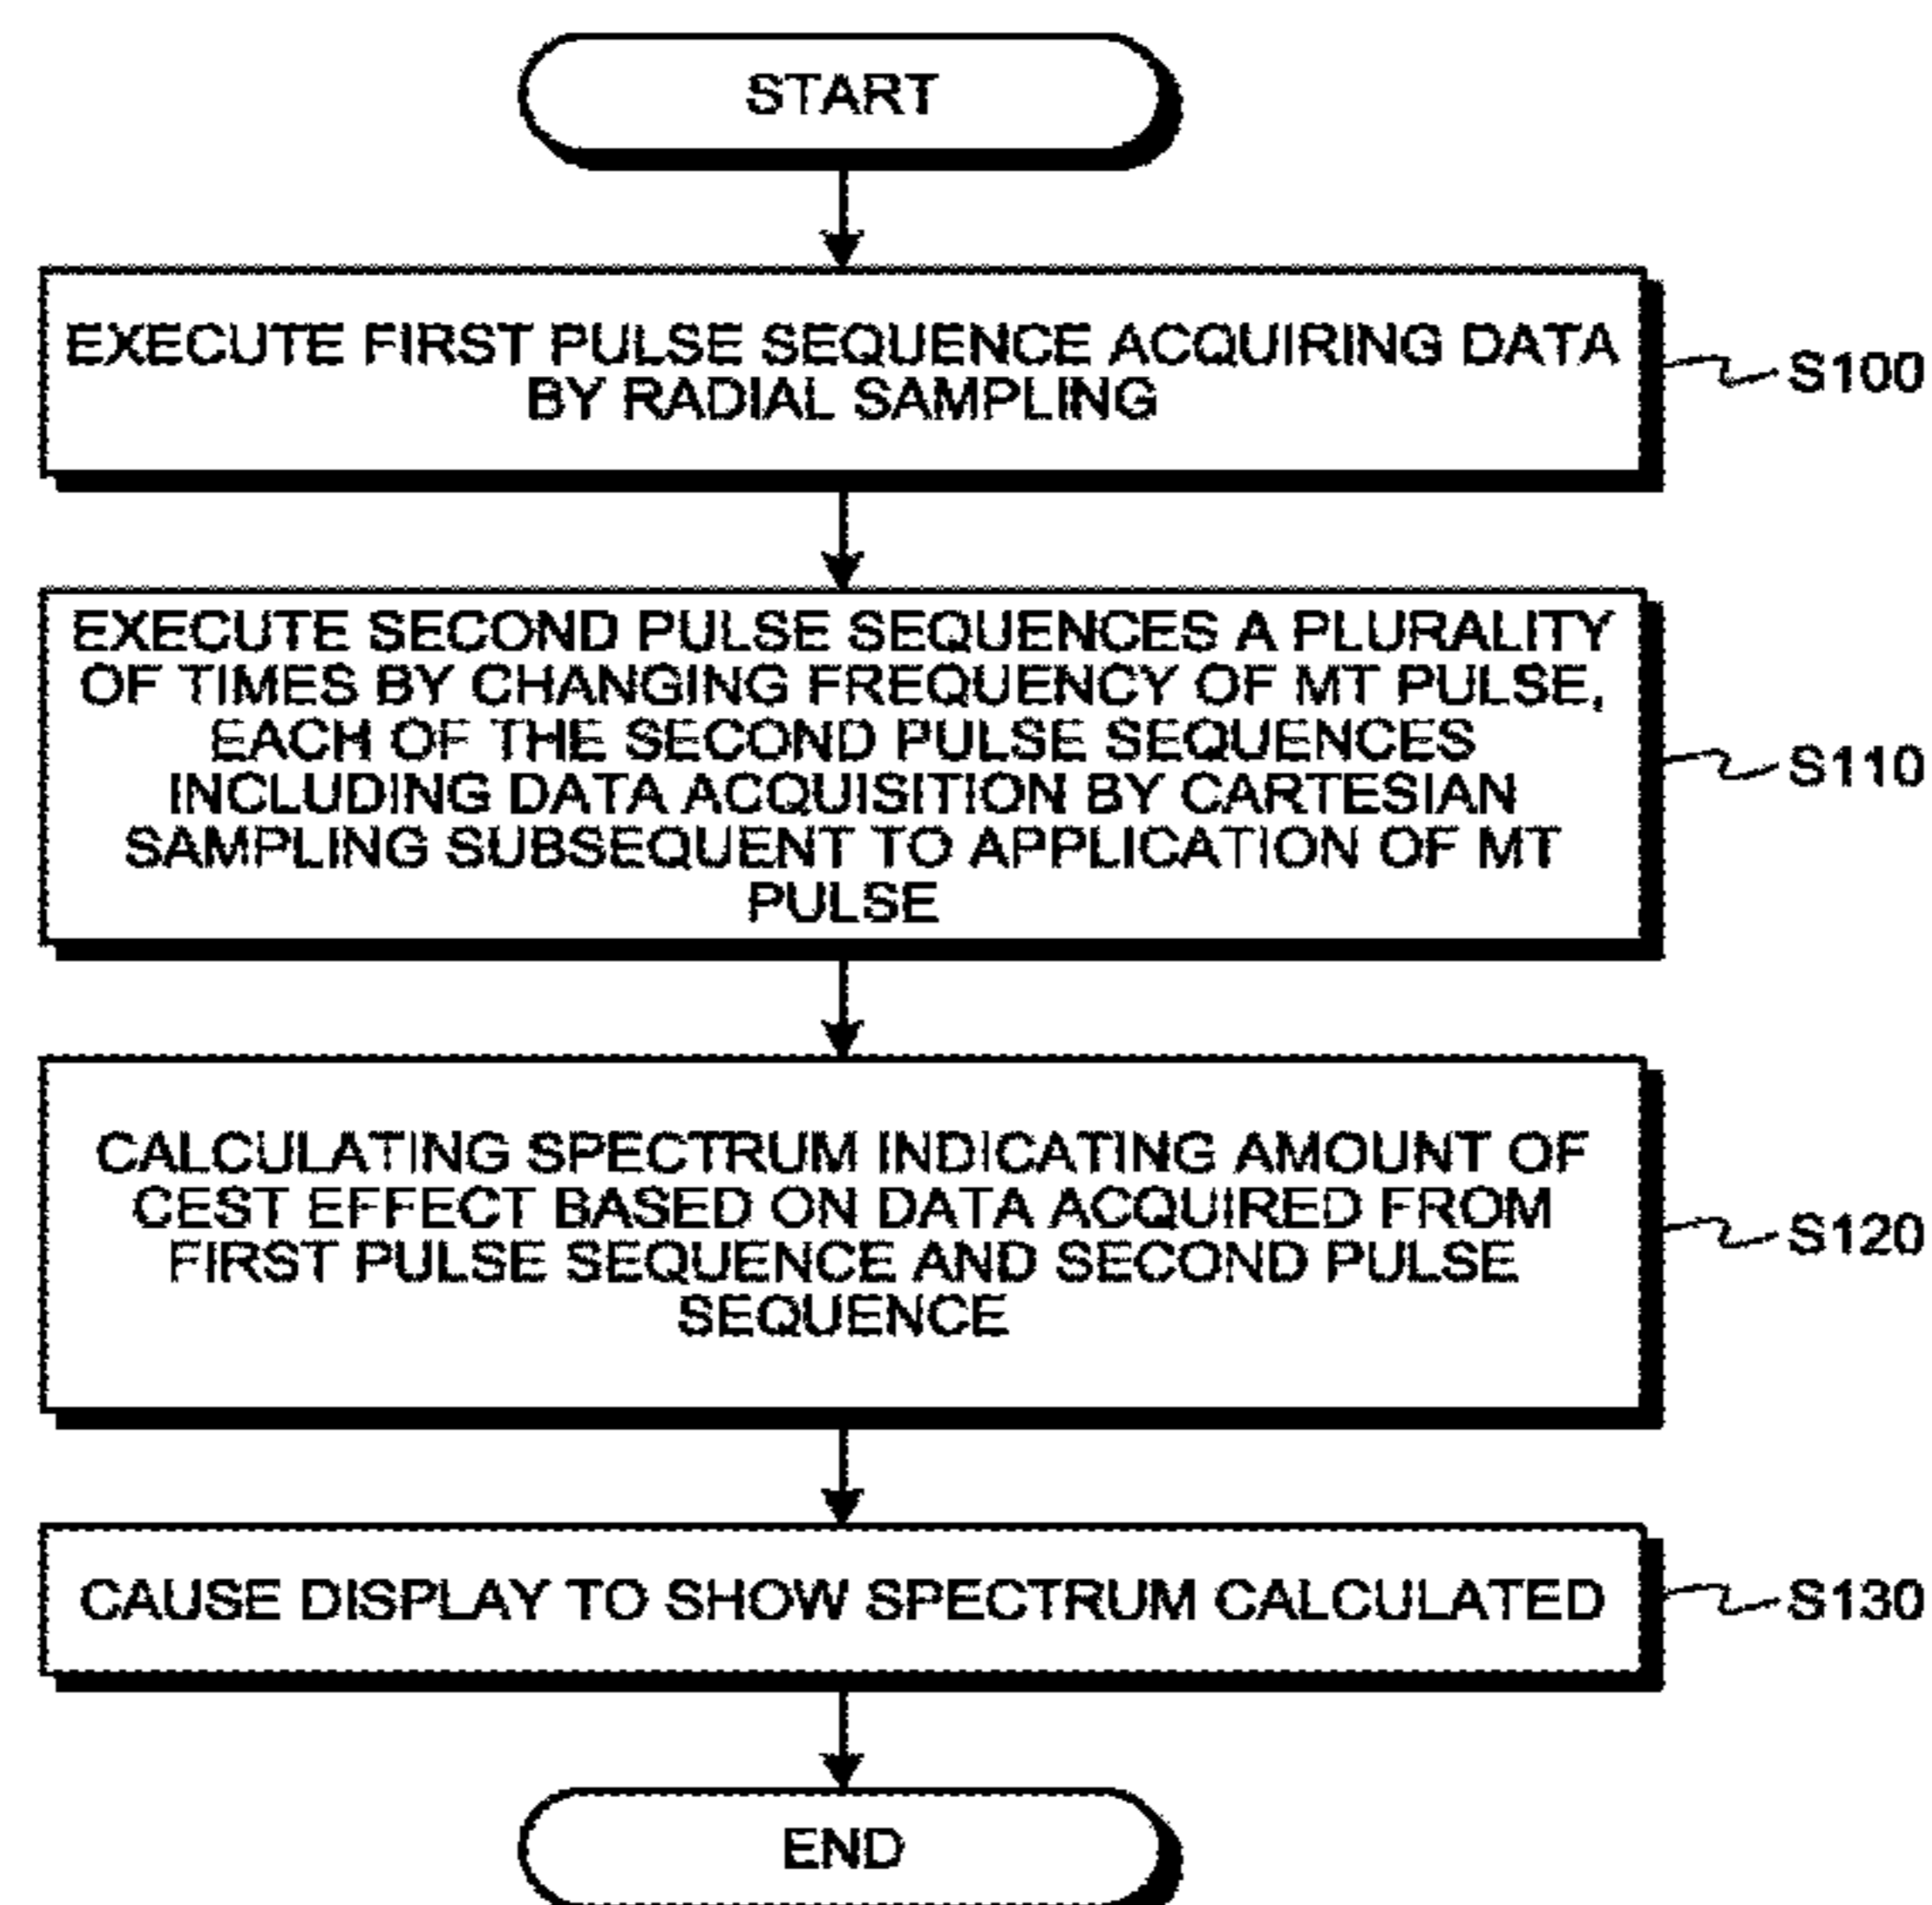 START
EXECUTE FIRST PULSE SEQUENCE ACQUIRING DATA
BY RADIAL SAMPLING
S100
EXECUTE SECOND PULSE SEQUENCES A PLURALITY
OF TIMES BY CHANGING FREQUENCY OF MT PULSE,
EACH OF THE SECOND PULSE SEQUENCES
INCLUDING DATA ACQUISITION BY CARTESIAN
SAMPLING SUBSEQUENT TO APPLICATION OF MT
PULSE
S110
CALCULATING SPECTRUM INDICATING AMOUNT OF
CEST EFFECT BASED ON DATA ACQUIRED FROM
FIRST PULSE SEQUENCE AND SECOND PULSE
SEQUENCE
S120
CAUSE DISPLAY TO SHOW SPECTRUM CALCULATED
S130
END